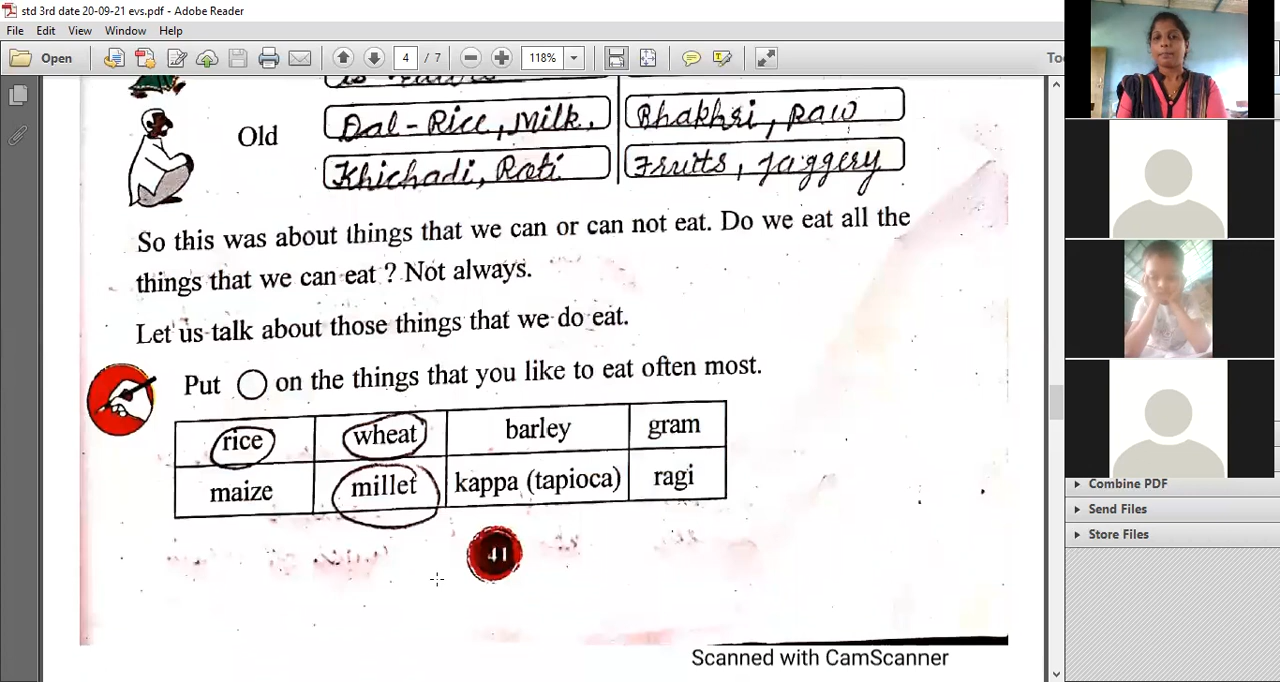 std 3rd date 20-09-21 evs.pdf - Adobe Reader
File Edit View Window Help
Open 4 / 7 118%
Dal-Rice, Milk, Bhakhri, Raw
Old
Khichadi, Roti Fruits, Jaggery
So this was about things that we can or can not eat. Do we eat all the
things that we can eat ? Not always.
Let us talk about those things that we do eat.
Put on the things that you like to eat often most.
rice wheat barley gram
maize millet kappa (tapioca) ragi
41
Scanned with CamScanner
Combine PDF
Send Files
Store Files